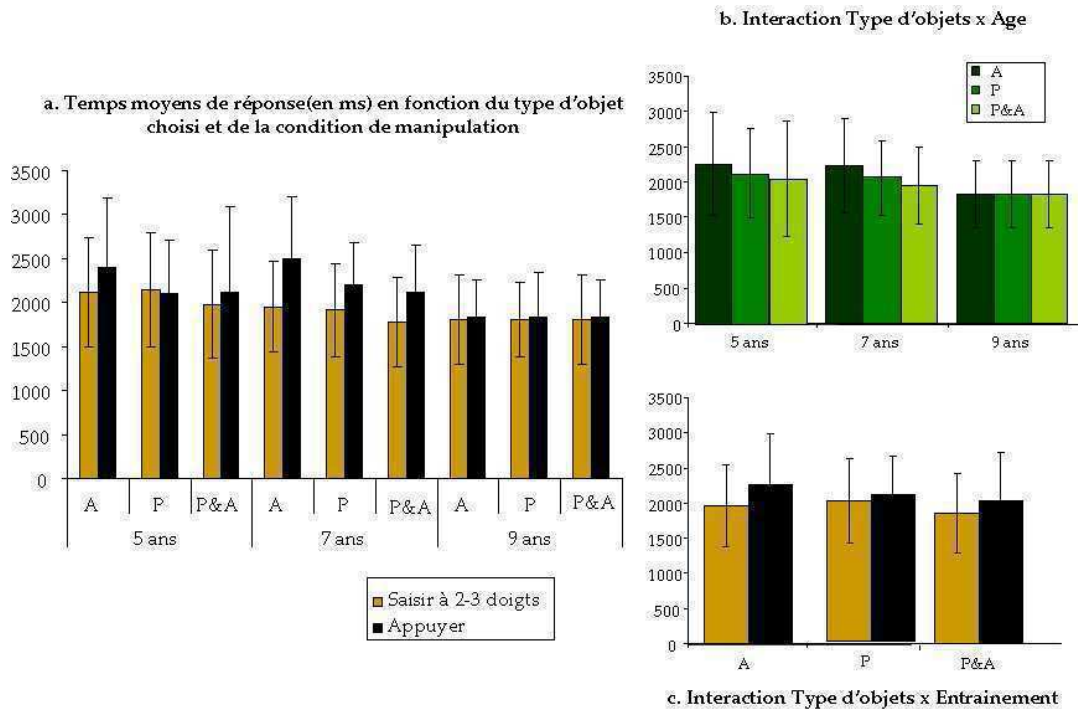 b. Interaction Type d'objets x Age
A
P
P&A
3500
3000
2500
2000
1500
1000
500
0
5 ans
7 ans
9 ans
a. Temps moyens de réponse(en ms) en fonction du type d'objet
choisi et de la condition de manipulation
3500
3000
2500
2000
1500
1000
500
0
A
P
P&A
A
P
P&A
A
P
P&A
5 ans
7 ans
9 ans
Saisir à 2-3 doigts
Appuyer
3500
3000
2500
2000
1500
1000
500
0
A
P
P&A
c. Interaction Type d'objets x Entrainement